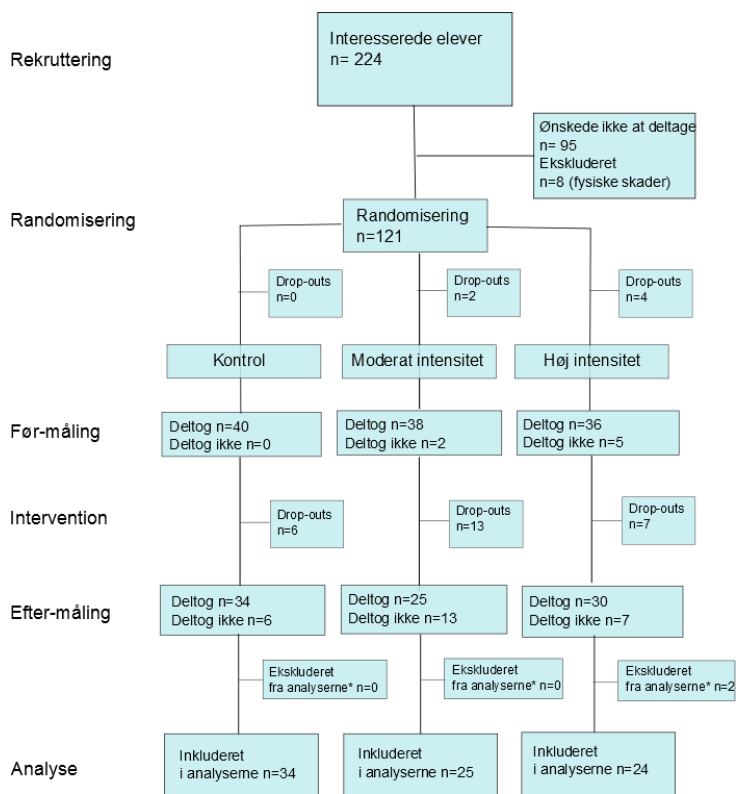 Rekruttering
Interesserede elever
n= 224
Ønskede ikke at deltage
n= 95
Ekskluderet
n=8 (fysiske skader)
Randomisering
Randomisering
n=121
Drop-outs
n=0
Drop-outs
n=2
Drop-outs
n=4
Kontrol
Moderat intensitet
Høj intensitet
Før-måling
Deltog n=40
Deltog ikke n=0
Deltog n=38
Deltog ikke n=2
Deltog n=36
Deltog ikke n=5
Intervention
Drop-outs
n=6
Drop-outs
n=13
Drop-outs
n=7
Efter-måling
Deltog n=34
Deltog ikke n=6
Deltog n=25
Deltog ikke n=13
Deltog n=30
Deltog ikke n=7
Ekskluderet
fra analyserne* n=0
Ekskluderet
fra analyserne* n=0
Ekskluderet
fra analyserne* n=2
Analyse
Inkluderet
i analyserne n=34
Inkluderet
i analyserne n=25
Inkluderet
i analyserne n=24